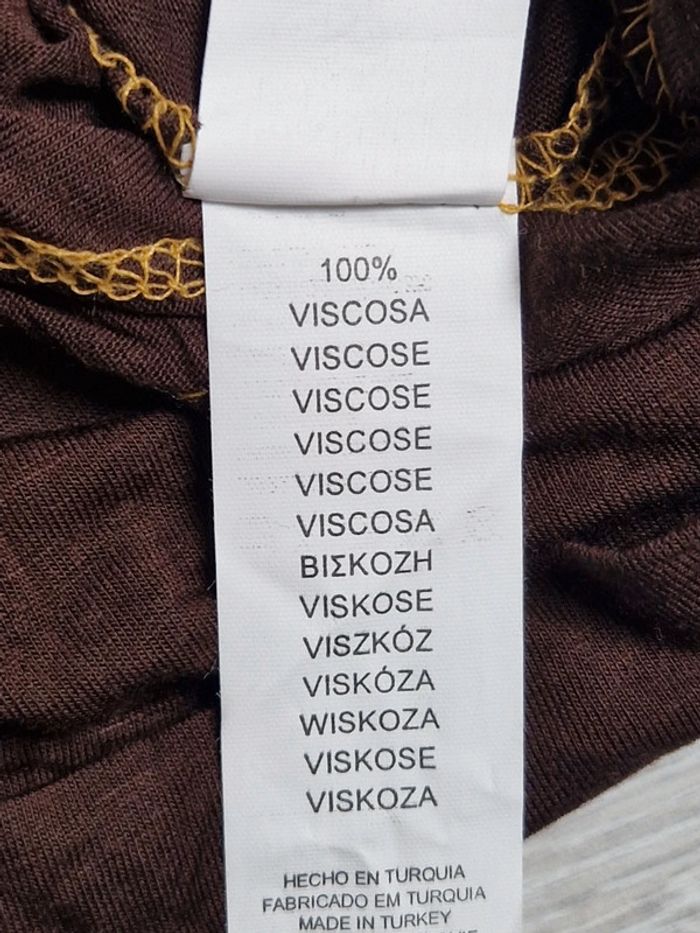 100%
VISCOSA
VISCOSE
VISCOSE
VISCOSE
VISCOSE
VISCOSA
ΒΙΣΚΟΖΗ
VISKOSE
VISZKÓZ
VISKÓZA
WISKOZA
VISKOSE
VISKOZA
HECHO EN TURQUIA
FABRICADO EM TURQUIA
MADE IN TURKEY